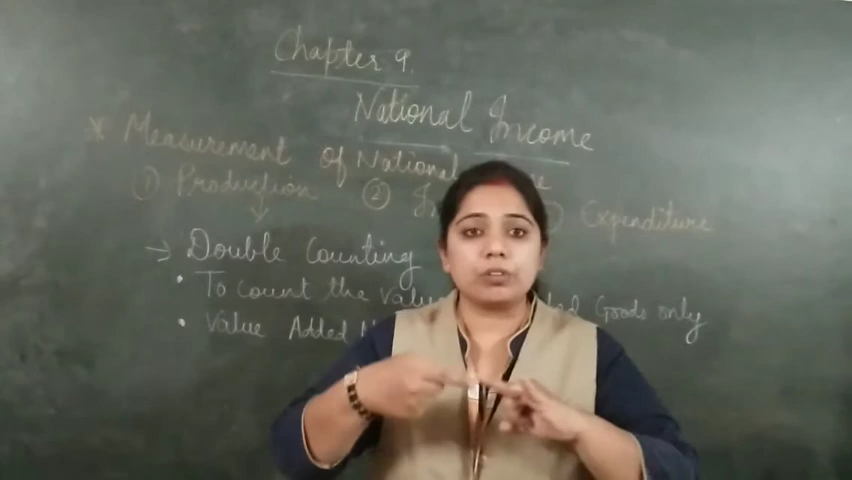 Chapter 9.
National Income
* Measurement of National
① Production ② Expenditure
→ Double Counting
• To count the Goods only
• Value Added